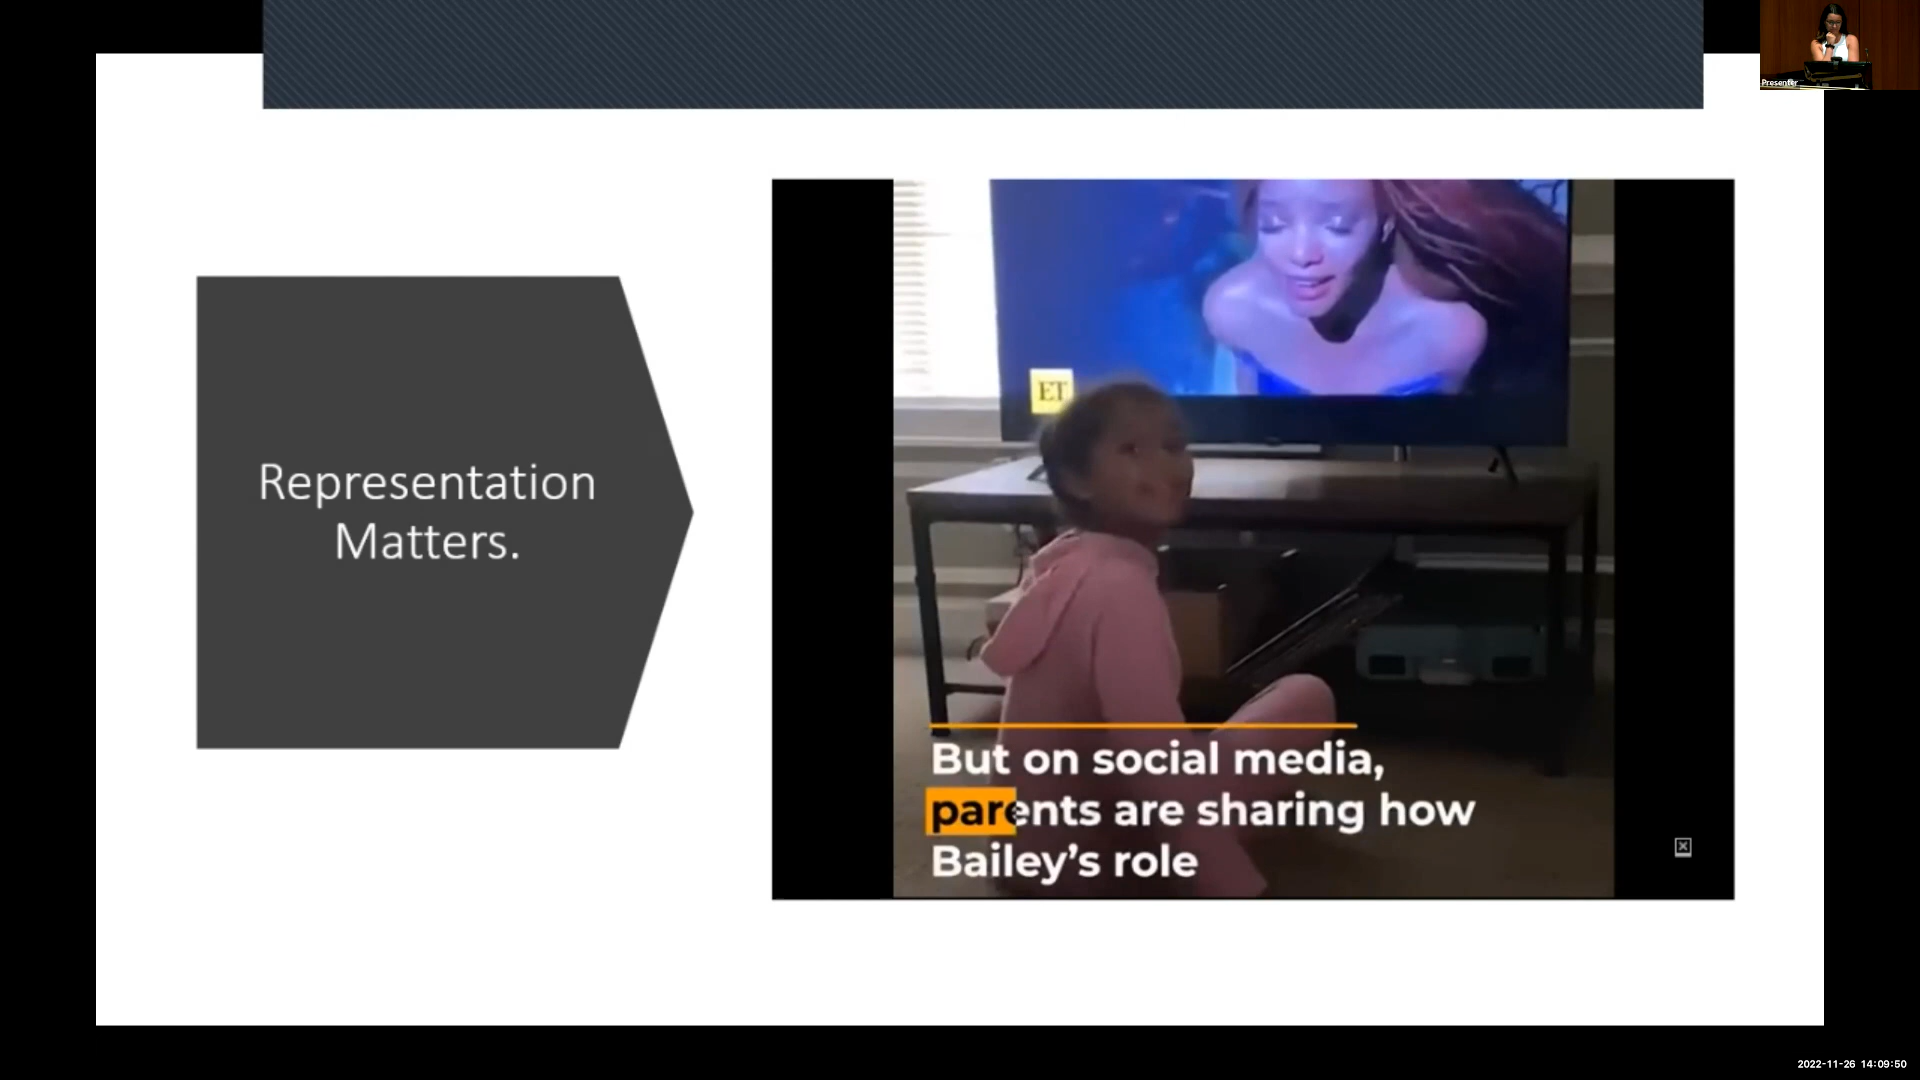 Presenter
Representation
Matters.
ET
But on social media,
parents are sharing how
Bailey's role
2022-11-26 14:09:50